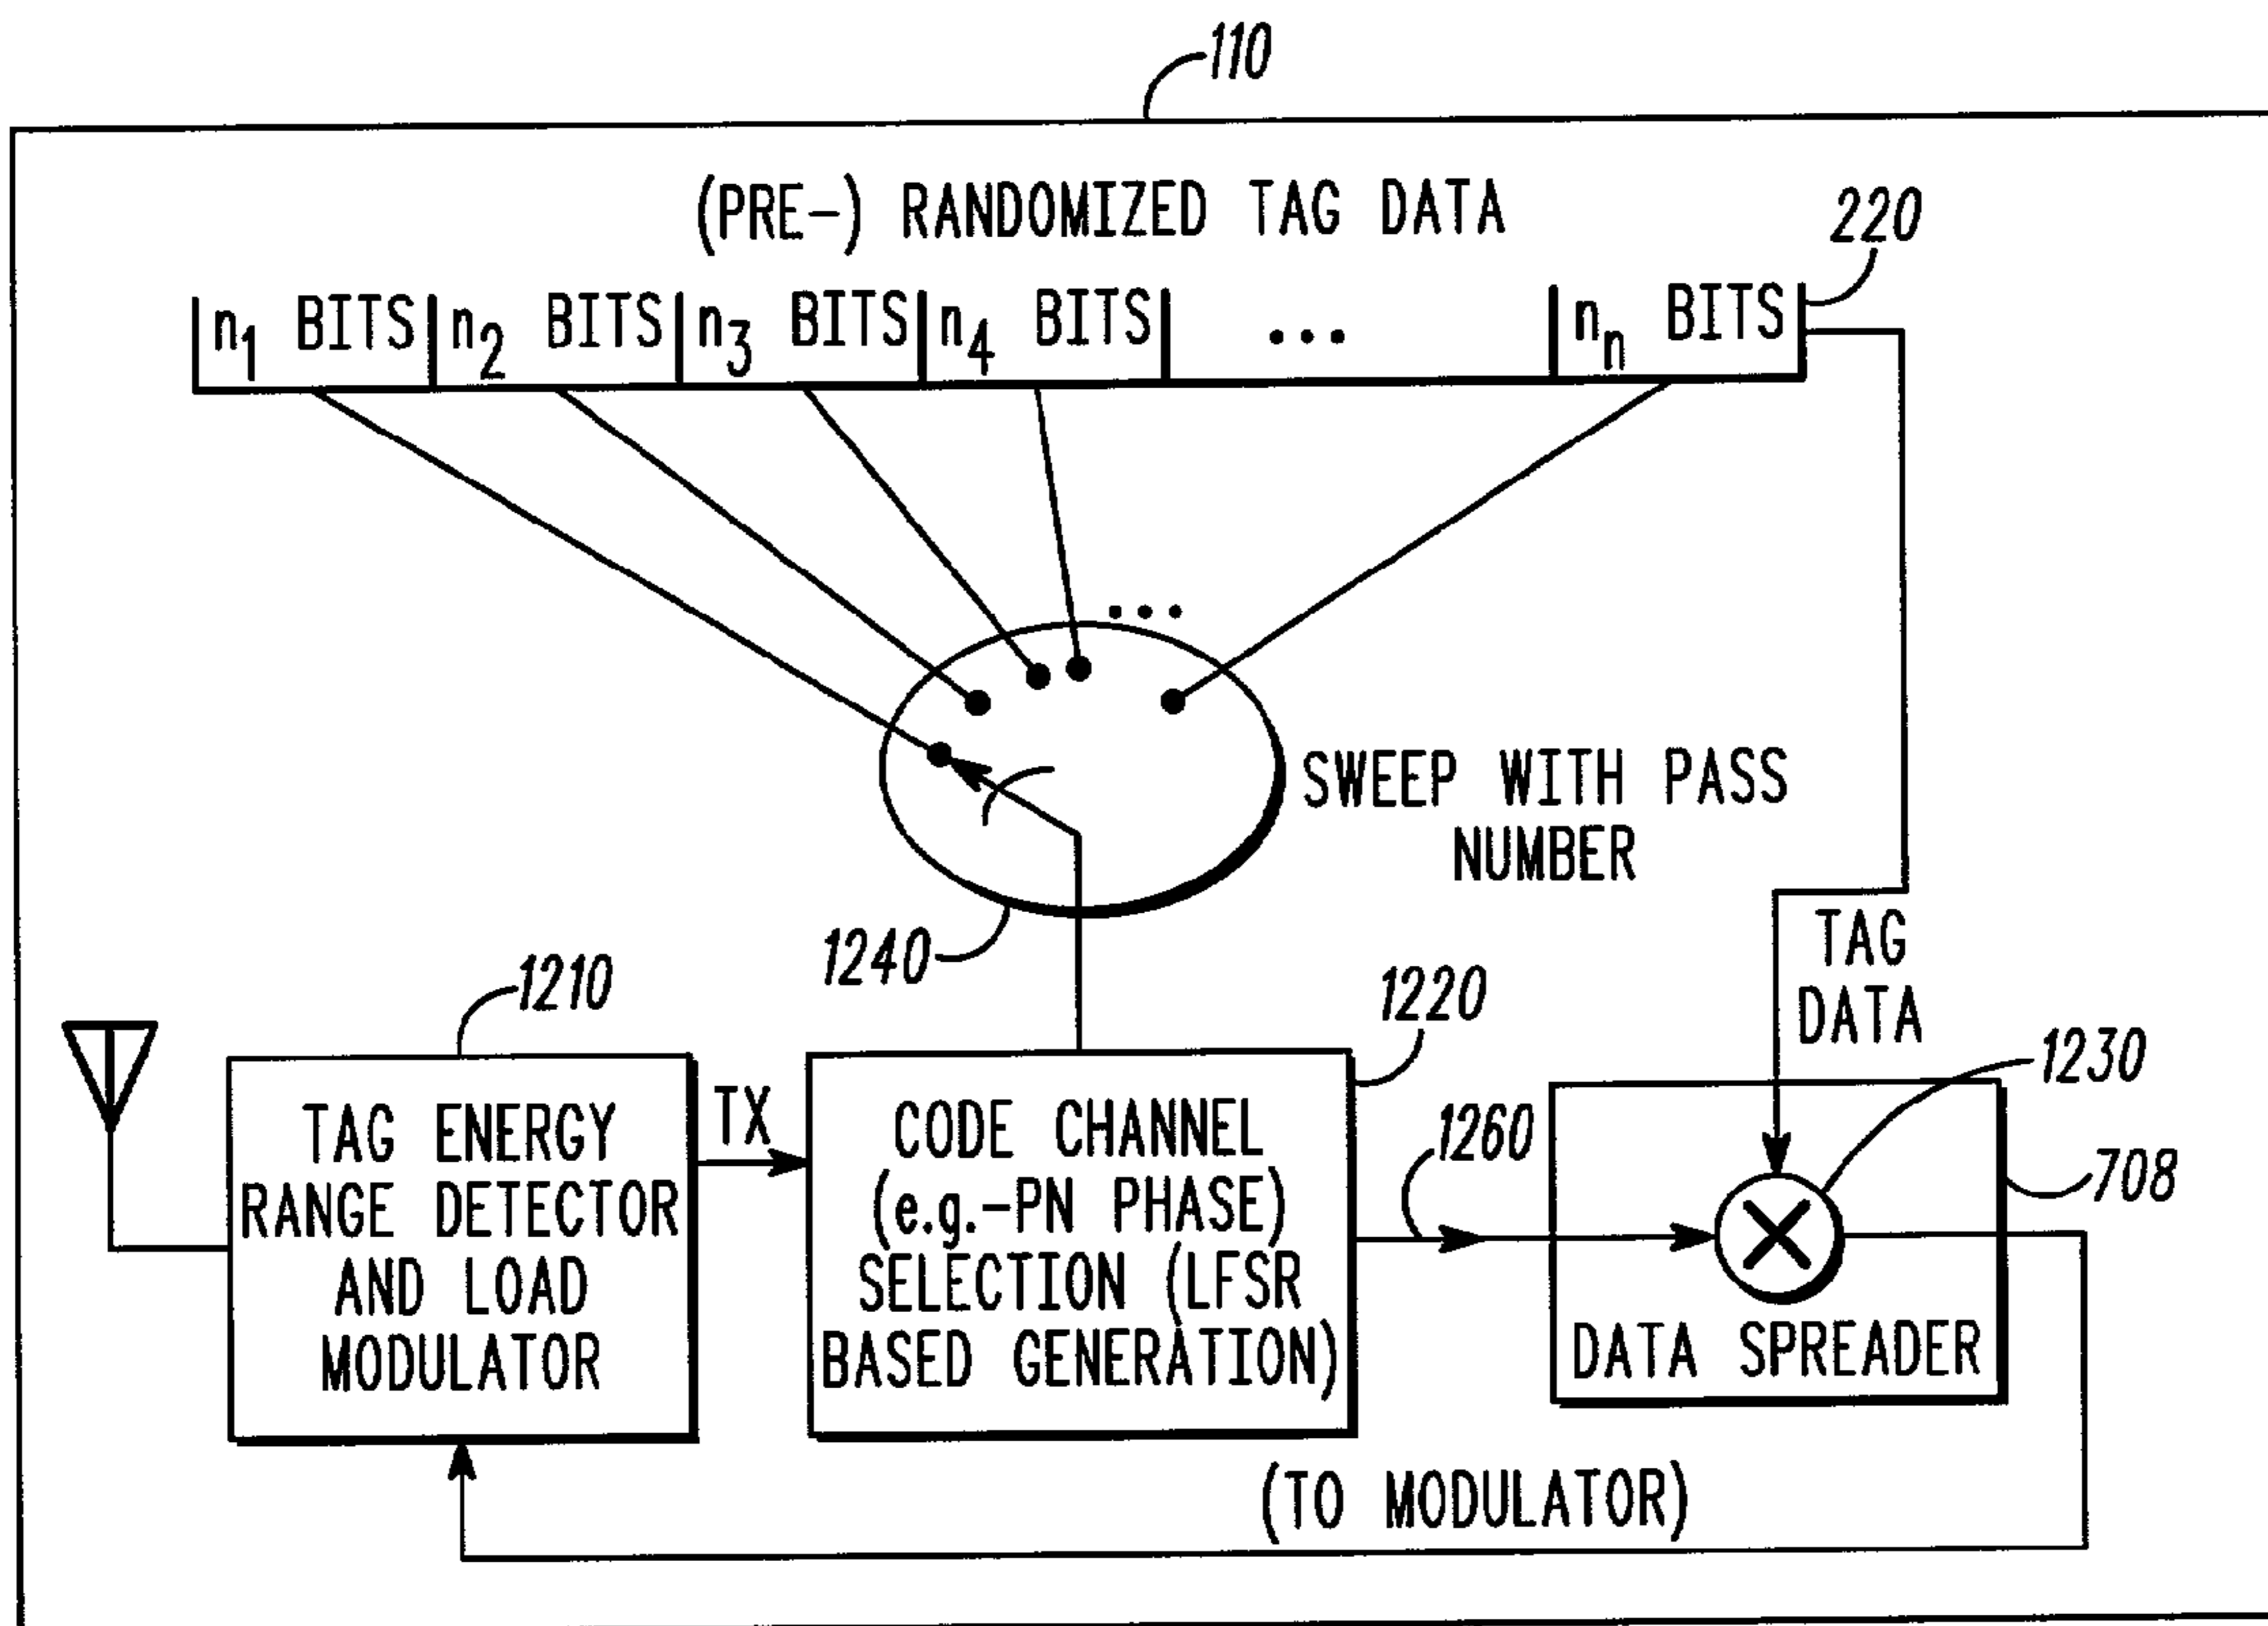 110
(PRE-) RANDOMIZED TAG DATA
220
n1 BITS n2 BITS n3 BITS n4 BITS ... nn BITS
...
SWEEP WITH PASS
NUMBER
1240
TAG
DATA
1210
1220
1230
TAG ENERGY
RANGE DETECTOR
AND LOAD
MODULATOR
TX
CODE CHANNEL
(e.g.-PN PHASE)
SELECTION (LFSR
BASED GENERATION)
1260
708
DATA SPREADER
(TO MODULATOR)